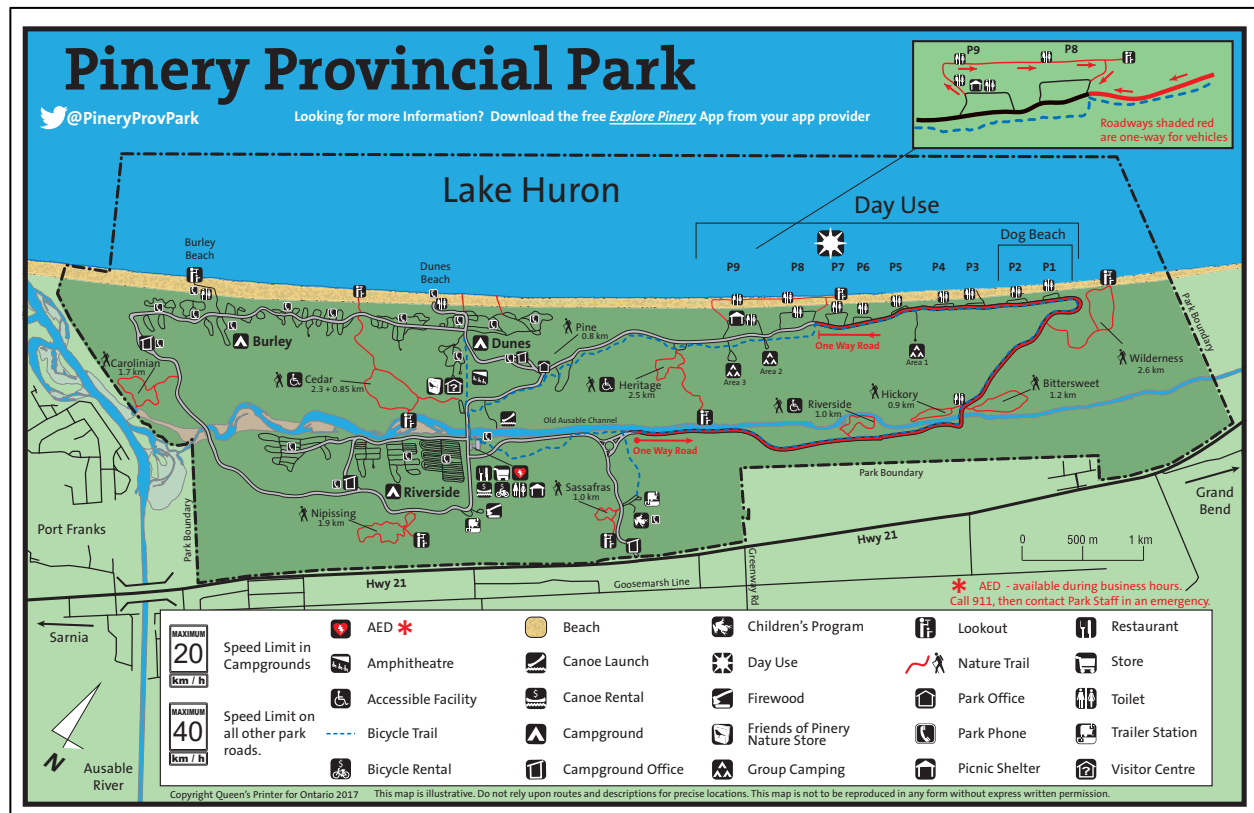 Pinery Provincial Park
@PineryProvPark
Looking for more Information?  Download the free Explore Pinery App from your app provider
P9
P8
Roadways shaded red
are one-way for vehicles
Lake Huron
Day Use
Dog Beach
Burley
Beach
Dunes
Beach
P9
P8
P7
P6
P5
P4
P3
P2
P1
Park Boundary
Pine
0.8 km
Burley
Dunes
One Way Road
Area 1
Area 2
Area 3
Carolinian
1.7 km
Cedar
2.3 + 0.85 km
Heritage
2.5 km
Wilderness
2.6 km
Bittersweet
1.2 km
Hickory
0.9 km
Riverside
1.0 km
Old Ausable Channel
One Way Road
Park Boundary
Riverside
Sassafras
1.0 km
Nipissing
1.9 km
Grand
Bend
Port Franks
Park Boundary
Hwy 21
Hwy 21
Goosemarsh Line
Greenway Rd
0 500 m 1 km
* AED - available during business hours.
Call 911, then contact Park Staff in an emergency.
Sarnia
N
Ausable
River
MAXIMUM
20
km / h
Speed Limit in
Campgrounds
MAXIMUM
40
km / h
Speed Limit on
all other park
roads.
AED *
Amphitheatre
Accessible Facility
Bicycle Trail
Bicycle Rental
Beach
Canoe Launch
Canoe Rental
Campground
Campground Office
Children's Program
Day Use
Firewood
Friends of Pinery
Nature Store
Group Camping
Lookout
Nature Trail
Park Office
Park Phone
Picnic Shelter
Restaurant
Store
Toilet
Trailer Station
Visitor Centre
Copyright Queen's Printer for Ontario 2017 This map is illustrative. Do not rely upon routes and descriptions for precise locations. This map is not to be reproduced in any form without express written permission.